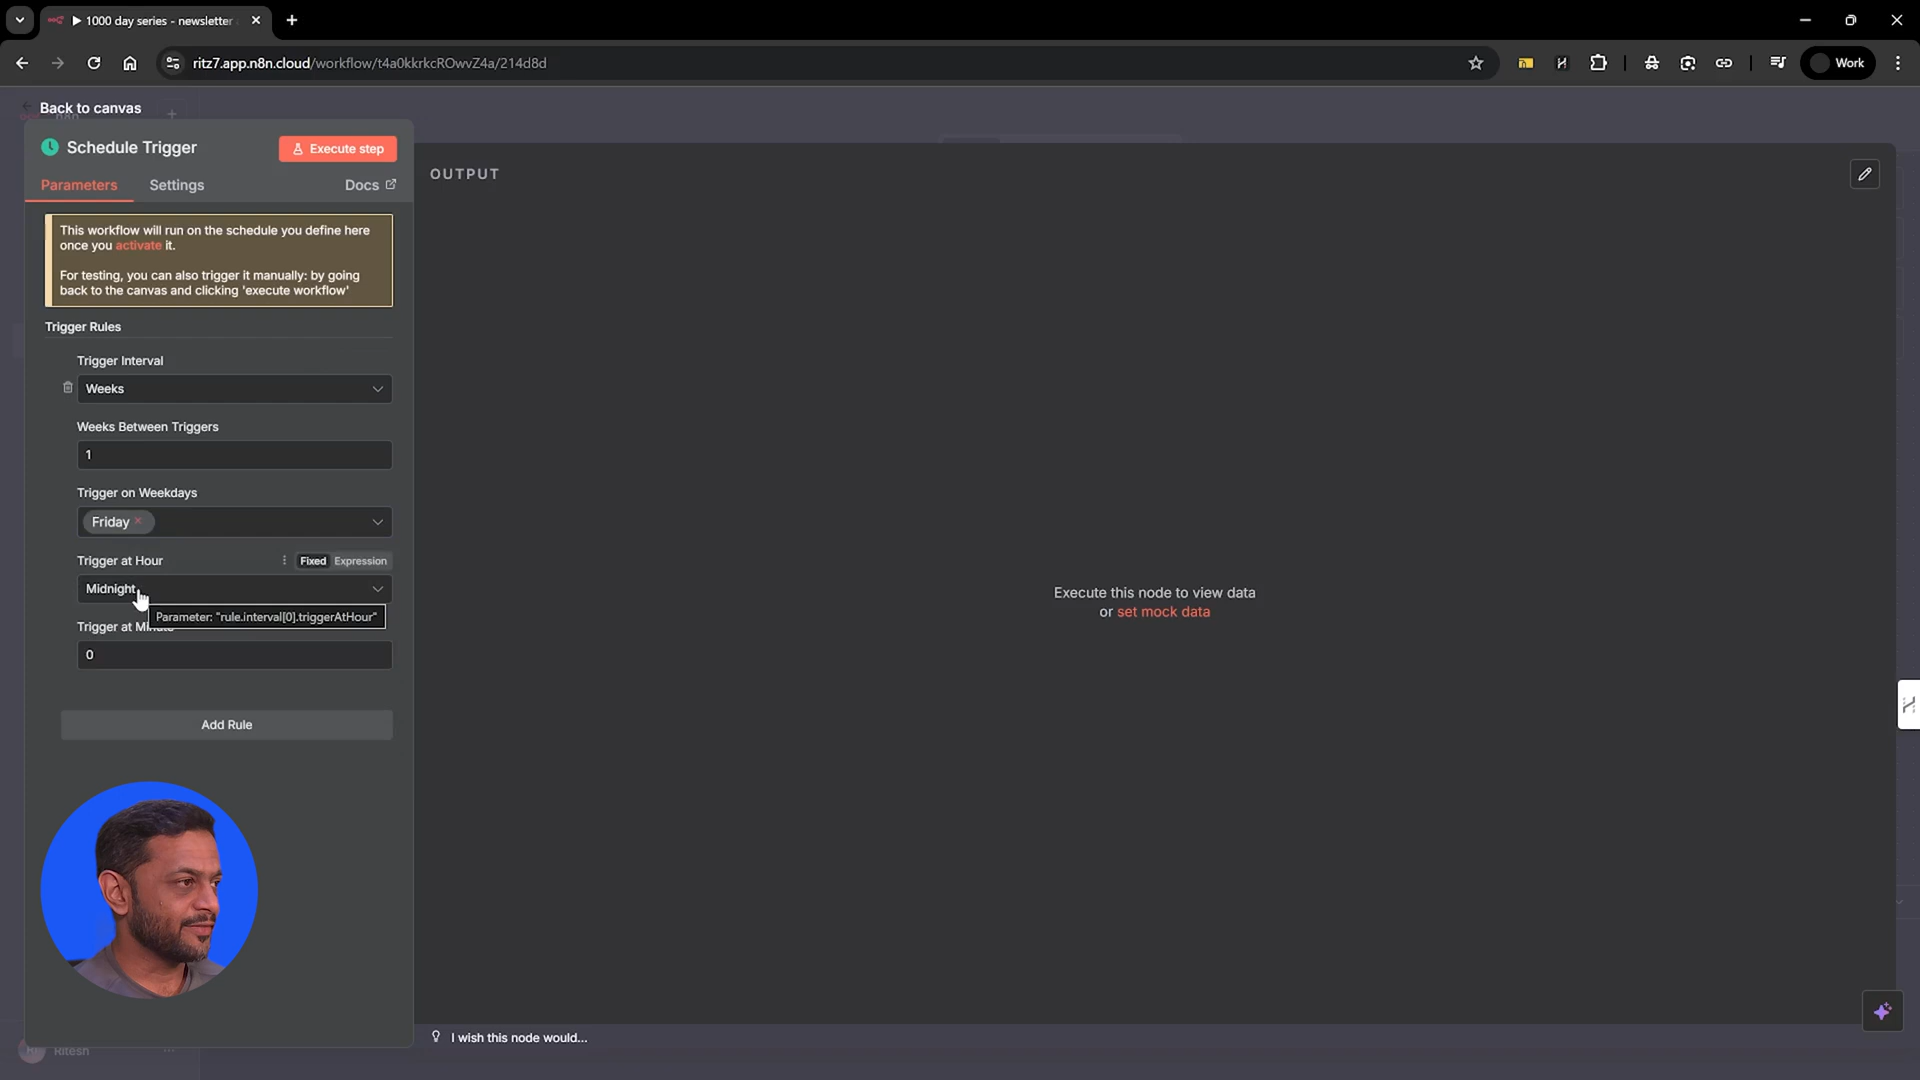 1000 day series - newsletter
ritz7.app.n8n.cloud/workflow/t4a0kkrkcROwvZ4a/214d8d
Work
Back to canvas
Schedule Trigger
Execute step
Parameters
Settings
Docs
OUTPUT
This workflow will run on the schedule you define here
once you activate it.
For testing, you can also trigger it manually: by going
back to the canvas and clicking 'execute workflow'
Trigger Rules
Trigger Interval
Weeks
Weeks Between Triggers
1
Trigger on Weekdays
Friday
Trigger at Hour
Fixed
Expression
Midnight
Parameter: "rule.interval[0].triggerAtHour"
Trigger at Minute
0
Add Rule
Execute this node to view data
or set mock data
I wish this node would...
Ritesh